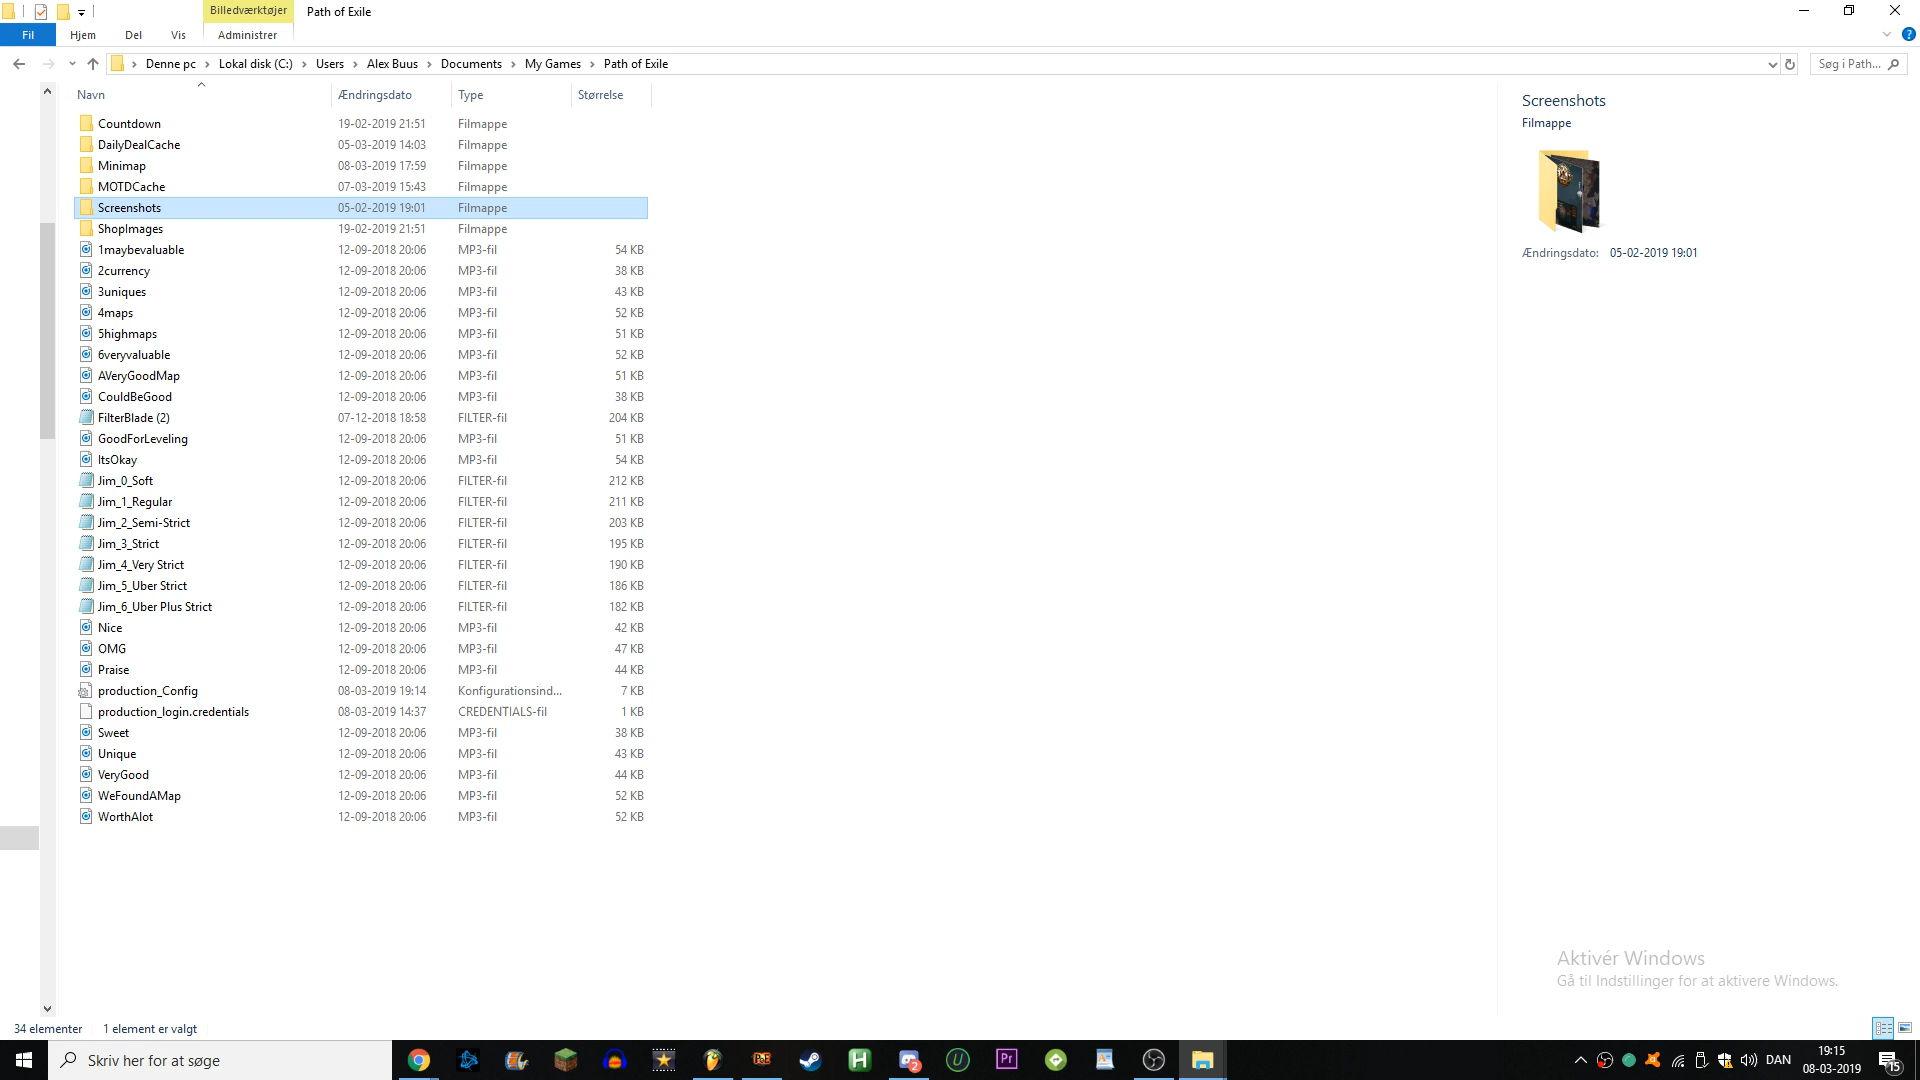 Billedværktøjer Path of Exile
Fil Hjem Del Vis Administrer
Denne pc Lokal disk (C:) Users Alex Buus Documents My Games Path of Exile Søg i Path...
Navn Ændringsdato Type Størrelse
Countdown 19-02-2019 21:51 Filmappe
DailyDealCache 05-03-2019 14:03 Filmappe
Minimap 08-03-2019 17:59 Filmappe
MOTDCache 07-03-2019 15:43 Filmappe
Screenshots 05-02-2019 19:01 Filmappe
ShopImages 19-02-2019 21:51 Filmappe
1maybevaluable 12-09-2018 20:06 MP3-fil 54 KB
2currency 12-09-2018 20:06 MP3-fil 38 KB
3uniques 12-09-2018 20:06 MP3-fil 43 KB
4maps 12-09-2018 20:06 MP3-fil 52 KB
5highmaps 12-09-2018 20:06 MP3-fil 51 KB
6veryvaluable 12-09-2018 20:06 MP3-fil 52 KB
AVeryGoodMap 12-09-2018 20:06 MP3-fil 51 KB
CouldBeGood 12-09-2018 20:06 MP3-fil 38 KB
FilterBlade (2) 07-12-2018 18:58 FILTER-fil 204 KB
GoodForLeveling 12-09-2018 20:06 MP3-fil 51 KB
ItsOkay 12-09-2018 20:06 MP3-fil 54 KB
Jim_0_Soft 12-09-2018 20:06 FILTER-fil 212 KB
Jim_1_Regular 12-09-2018 20:06 FILTER-fil 211 KB
Jim_2_Semi-Strict 12-09-2018 20:06 FILTER-fil 203 KB
Jim_3_Strict 12-09-2018 20:06 FILTER-fil 195 KB
Jim_4_Very Strict 12-09-2018 20:06 FILTER-fil 190 KB
Jim_5_Uber Strict 12-09-2018 20:06 FILTER-fil 186 KB
Jim_6_Uber Plus Strict 12-09-2018 20:06 FILTER-fil 182 KB
Nice 12-09-2018 20:06 MP3-fil 42 KB
OMG 12-09-2018 20:06 MP3-fil 47 KB
Praise 12-09-2018 20:06 MP3-fil 44 KB
production_Config 08-03-2019 19:14 Konfigurationsind... 7 KB
production_login.credentials 08-03-2019 14:37 CREDENTIALS-fil 1 KB
Sweet 12-09-2018 20:06 MP3-fil 38 KB
Unique 12-09-2018 20:06 MP3-fil 43 KB
VeryGood 12-09-2018 20:06 MP3-fil 44 KB
WeFoundAMap 12-09-2018 20:06 MP3-fil 52 KB
WorthAlot 12-09-2018 20:06 MP3-fil 52 KB
Screenshots
Filmappe
Ændringsdato: 05-02-2019 19:01
Aktivér Windows
Gå til Indstillinger for at aktivere Windows.
34 elementer 1 element er valgt
Skriv her for at søge
PoE
H
2
U
Pr
DAN
19:15
08-03-2019
15